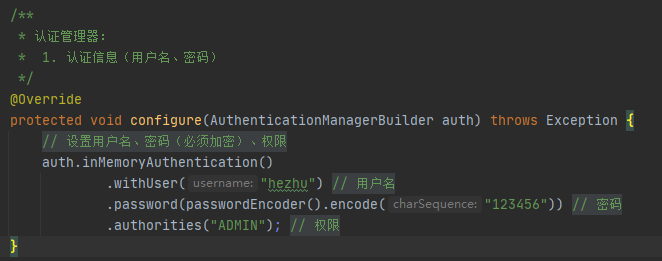 /**
* 认证管理器：
*  1. 认证信息（用户名、密码）
*/
@Override
protected void configure(AuthenticationManagerBuilder auth) throws Exception {
// 设置用户名、密码（必须加密）、权限
auth.inMemoryAuthentication()
.withUser( username: "hezhu") // 用户名
.password(passwordEncoder().encode( charSequence: "123456")) // 密码
.authorities("ADMIN"); // 权限
}